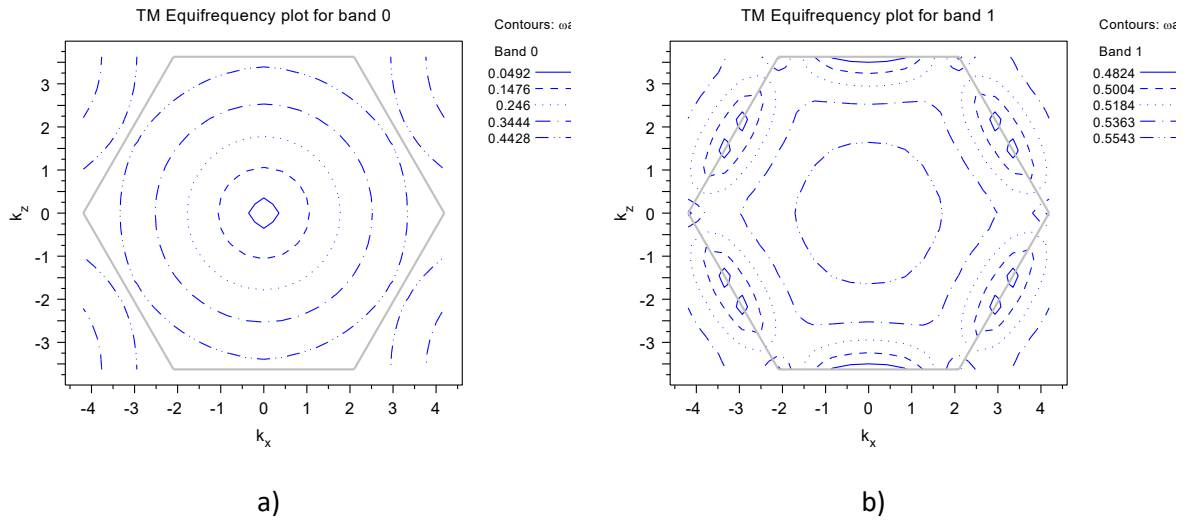 TM Equifrequency plot for band 0
Contours: ωa
Band 0
0.0492
0.1476
0.246
0.3444
0.4428
3
2
1
0
-1
-2
-3
kz
-4 -3 -2 -1 0 1 2 3 4
kx
a)
TM Equifrequency plot for band 1
Contours: ωa
Band 1
0.4824
0.5004
0.5184
0.5363
0.5543
3
2
1
0
-1
-2
-3
kz
-4 -3 -2 -1 0 1 2 3 4
kx
b)